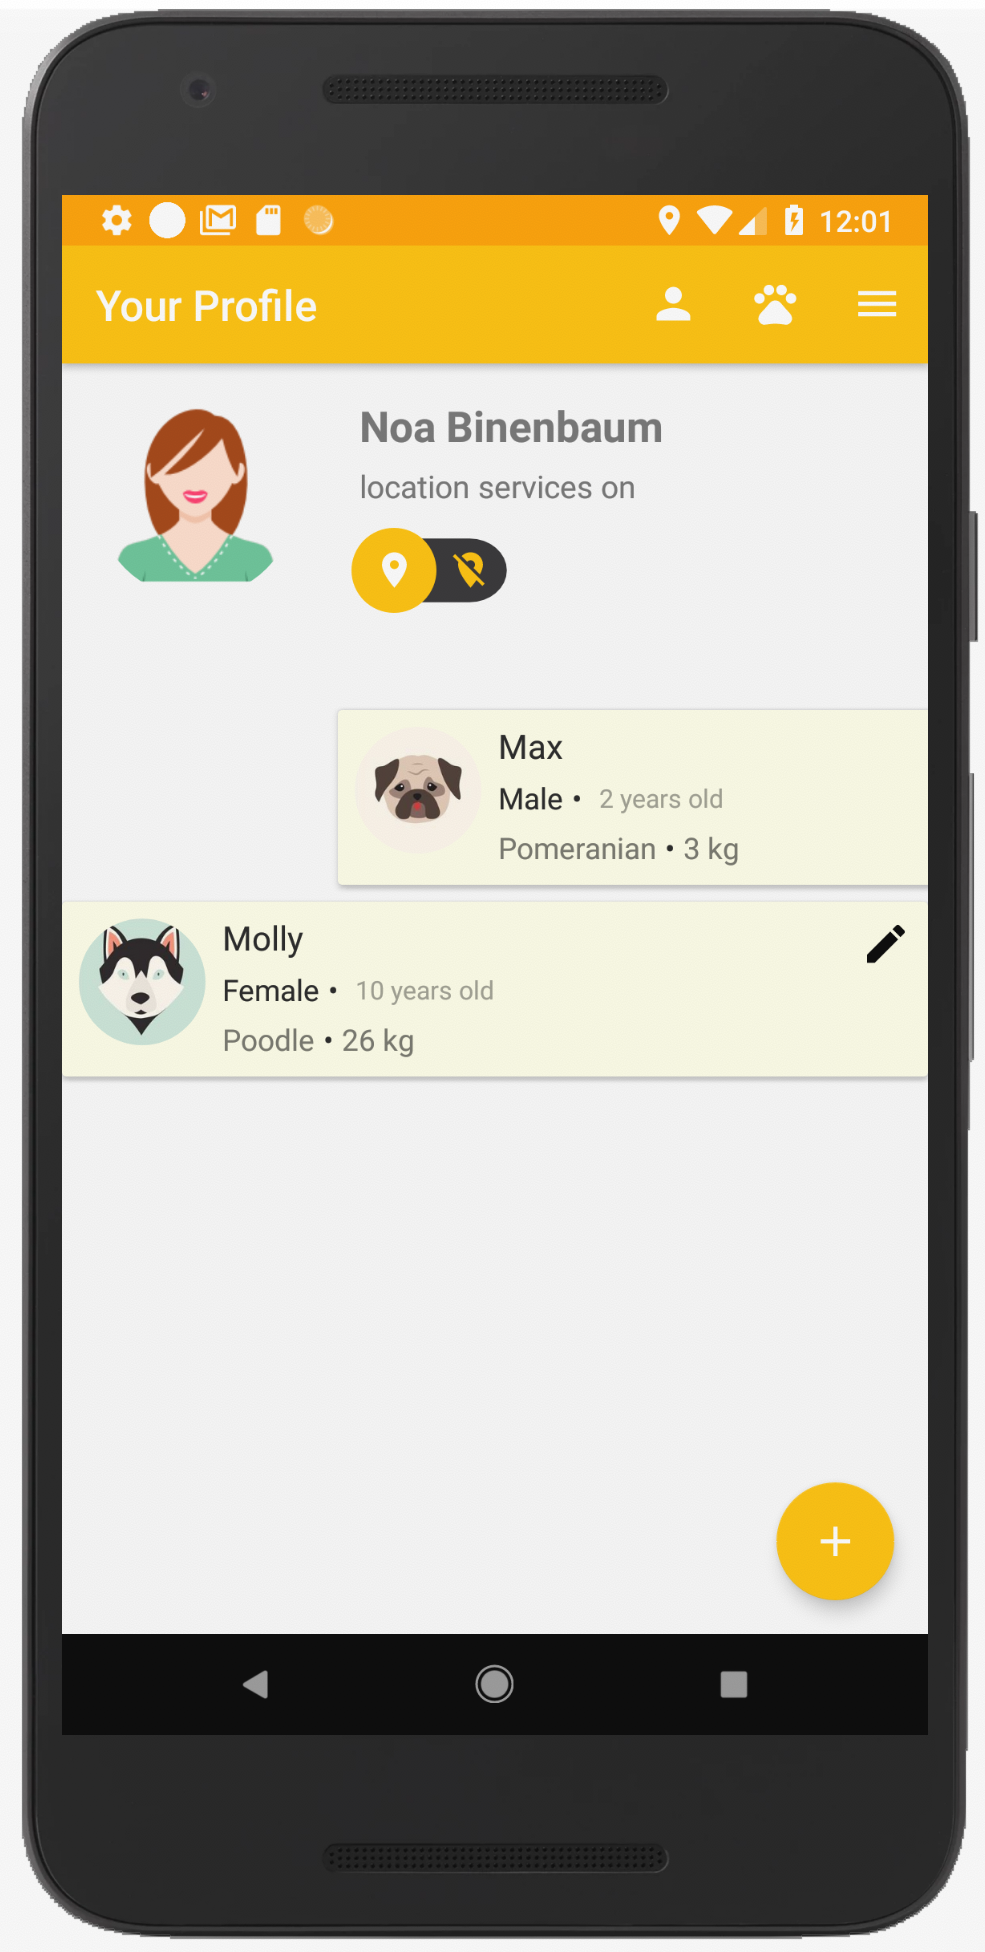 12:01
Your Profile
Noa Binenbaum
location services on
Max
Male • 2 years old
Pomeranian • 3 kg
Molly
Female • 10 years old
Poodle • 26 kg